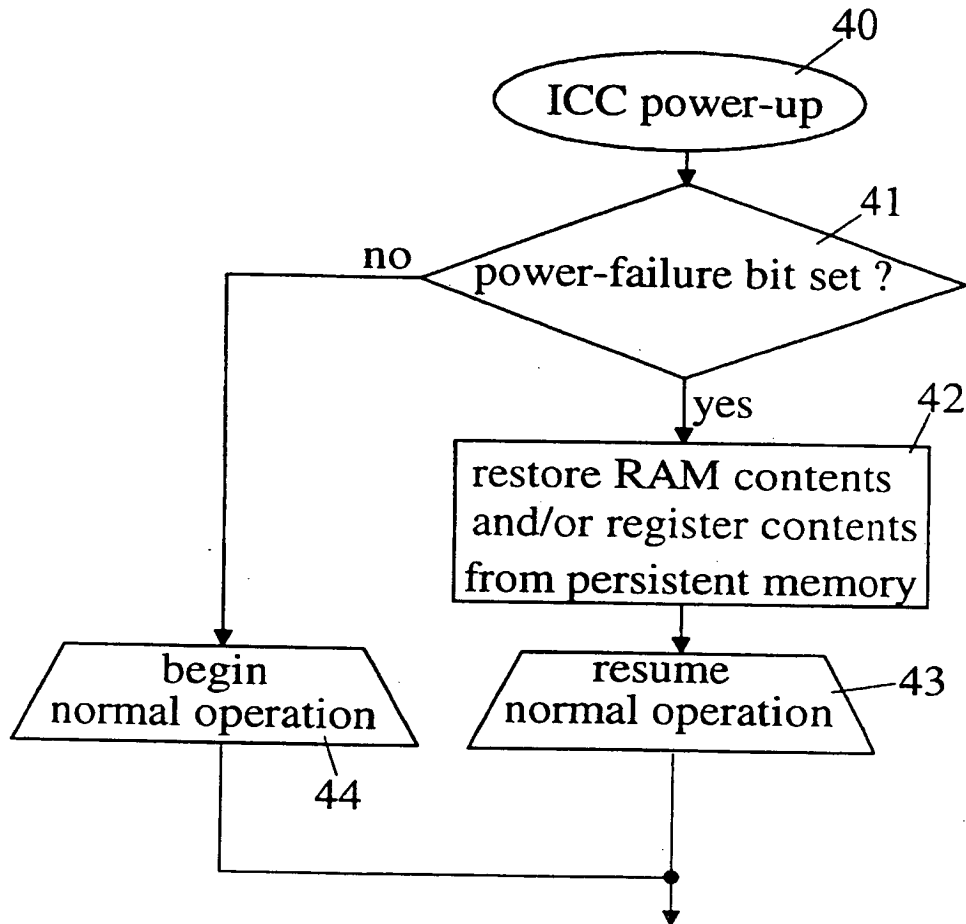 40
ICC power-up
41
no
power-failure bit set ?
yes
42
restore RAM contents
and/or register contents
from persistent memory
begin
normal operation
44
resume
normal operation
43